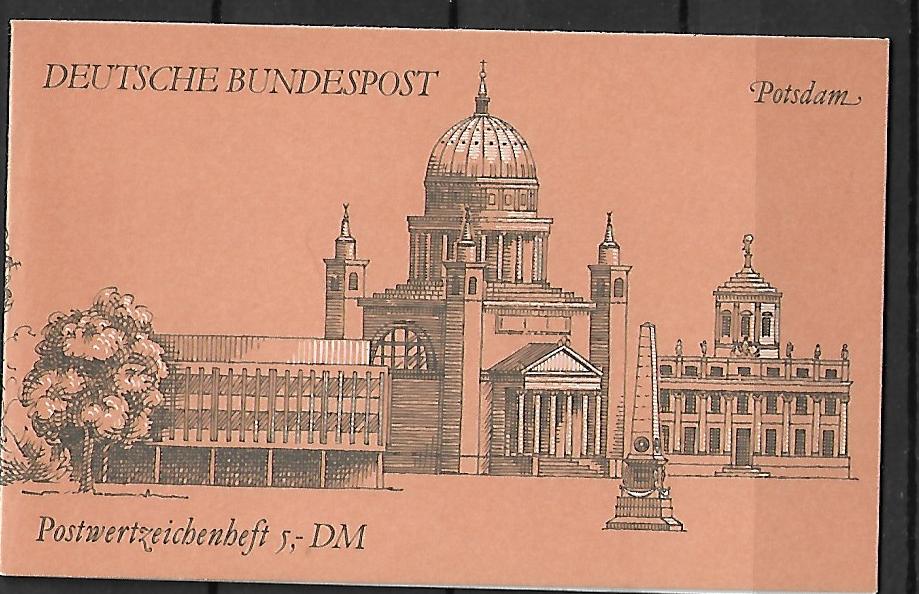 DEUTSCHE BUNDESPOST
Potsdam
Postwertzeichenheft 5,- DM